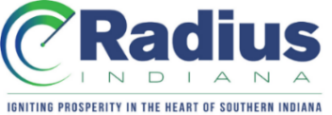 Radius
INDIANA
IGNITING PROSPERITY IN THE HEART OF SOUTHERN INDIANA